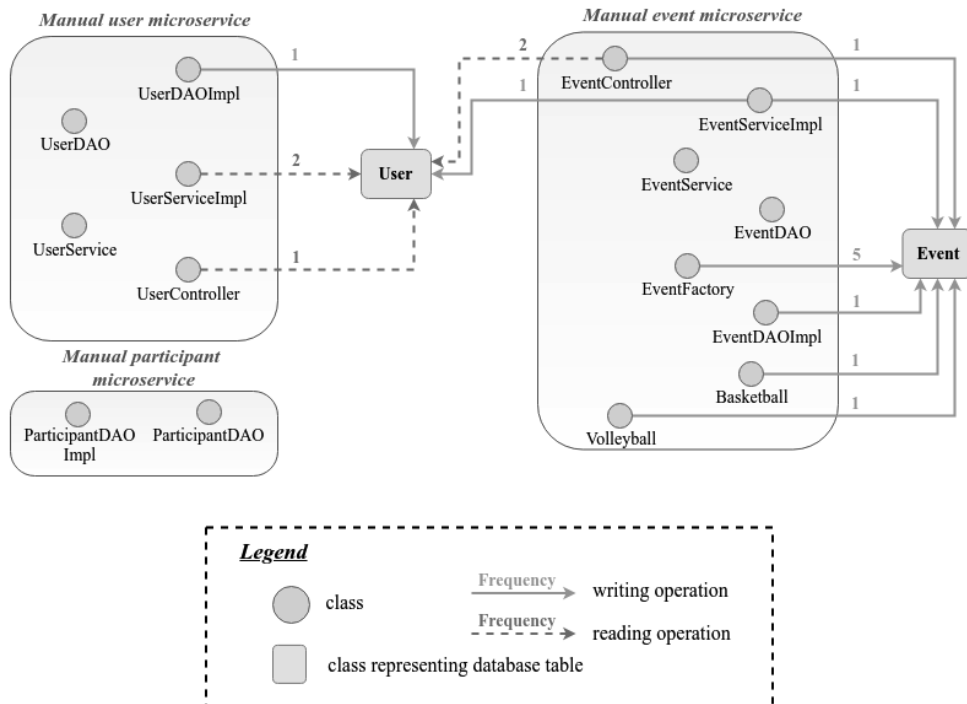 Manual user microservice
1
UserDAOImpl
UserDAO
2
UserServiceImpl
UserService
1
UserController
User
Manual participant
microservice
ParticipantDAO
Impl
ParticipantDAO
Manual event microservice
2
EventController
1
1
EventServiceImpl
1
EventService
EventDAO
Event
EventFactory
5
EventDAOImpl
1
Basketball
1
Volleyball
1
Legend
class
class representing database table
Frequency
writing operation
Frequency
reading operation